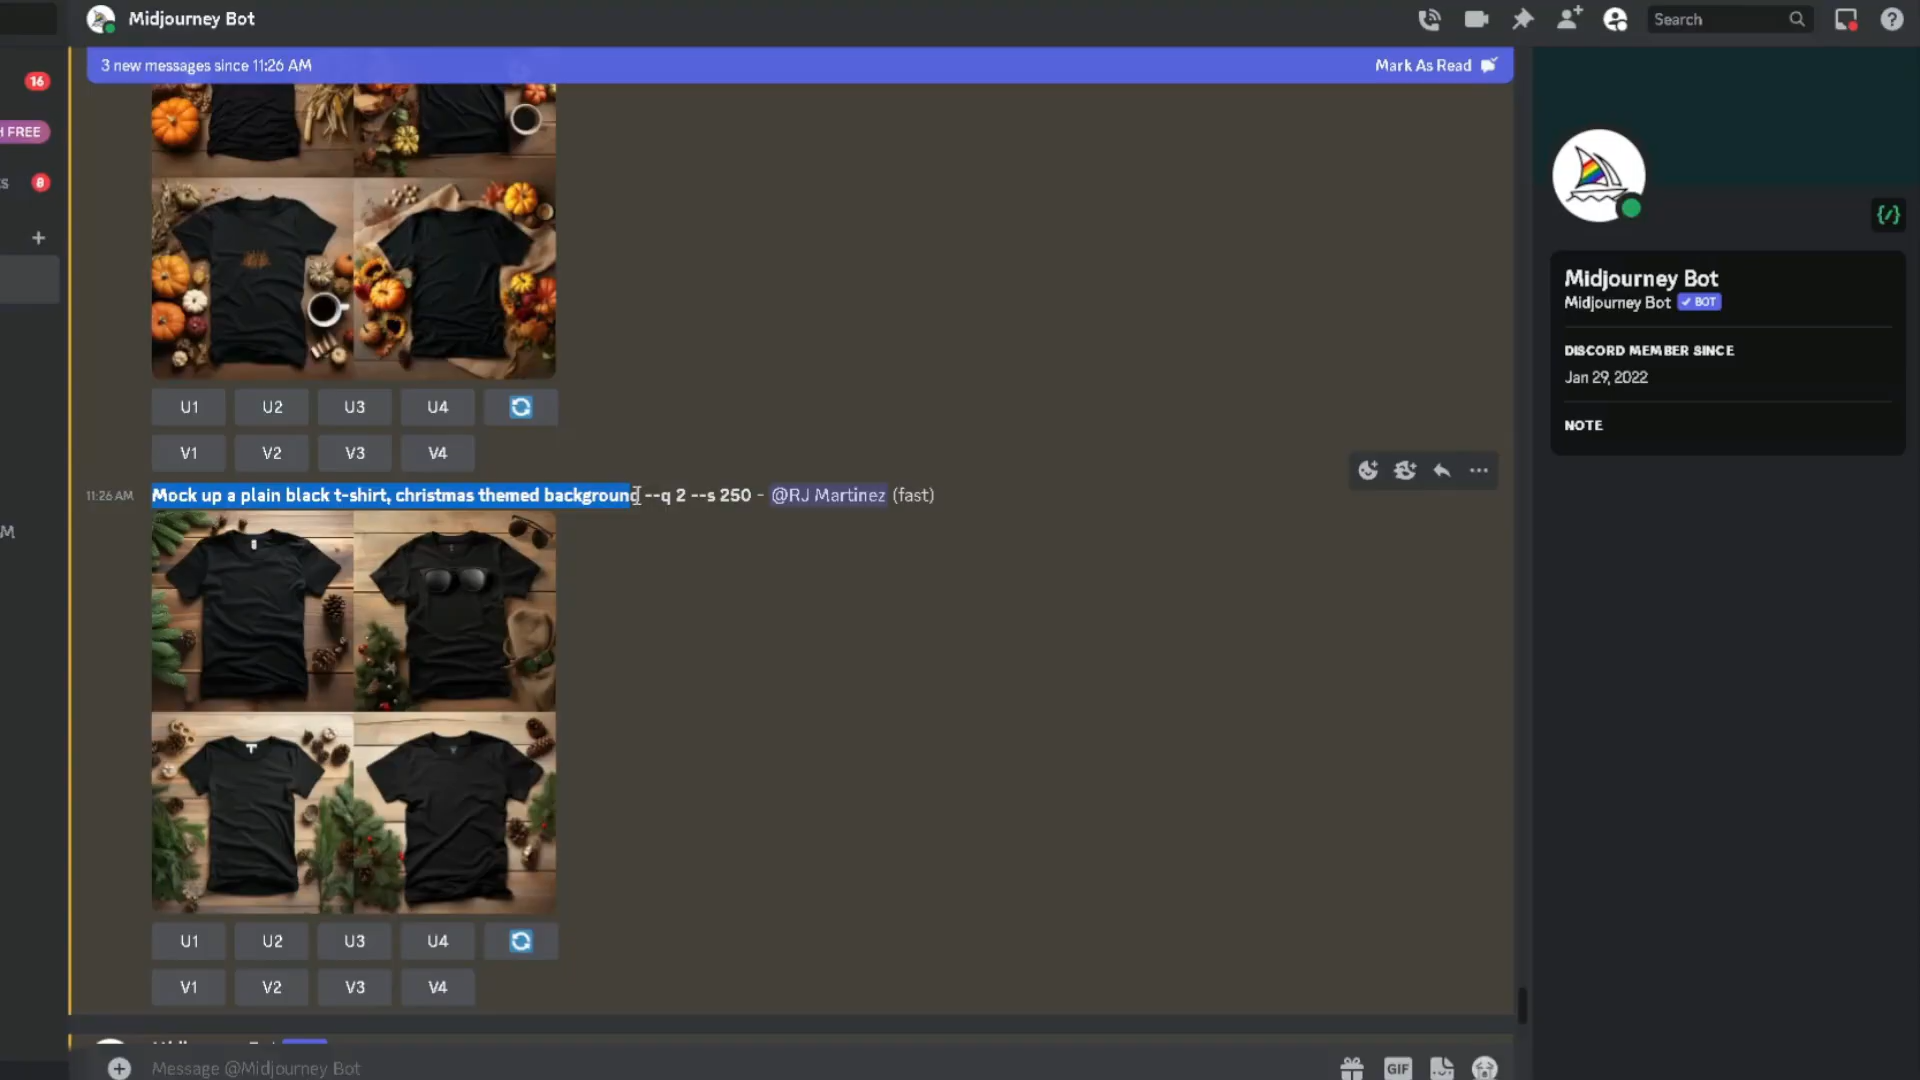 Midjourney Bot
Search
3 new messages since 11:26 AM
Mark As Read
16
FREE
8
U1 U2 U3 U4
V1 V2 V3 V4
11:26 AM Mock up a plain black t-shirt, christmas themed background --q 2 --s 250 - @RJ Martinez (fast)
M
U1 U2 U3 U4
V1 V2 V3 V4
Message @Midjourney Bot
GIF
Midjourney Bot
Midjourney Bot BOT
DISCORD MEMBER SINCE
Jan 29, 2022
NOTE